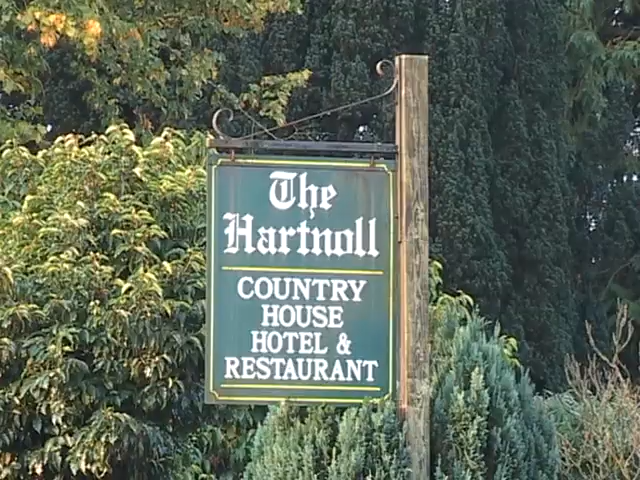 The
Hartnoll
COUNTRY
HOUSE
HOTEL &
RESTAURANT